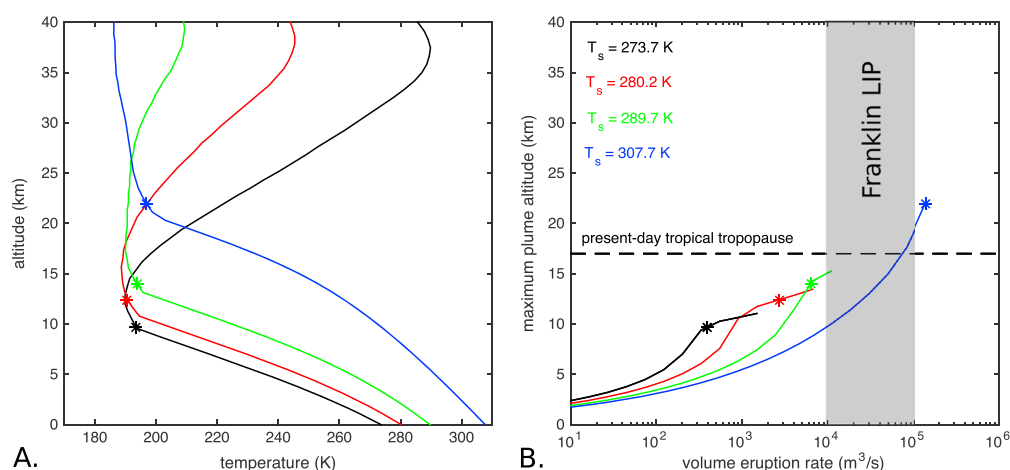 40
35
30
25
20
15
10
5
0
altitude (km)
180 200 220 240 260 280 300
temperature (K)
A.
40
35
30
25
20
15
10
5
0
maximum plume altitude (km)
T_s = 273.7 K
T_s = 280.2 K
T_s = 289.7 K
T_s = 307.7 K
Franklin LIP
present-day tropical tropopause
10^1 10^2 10^3 10^4 10^5 10^6
volume eruption rate (m^3/s)
B.